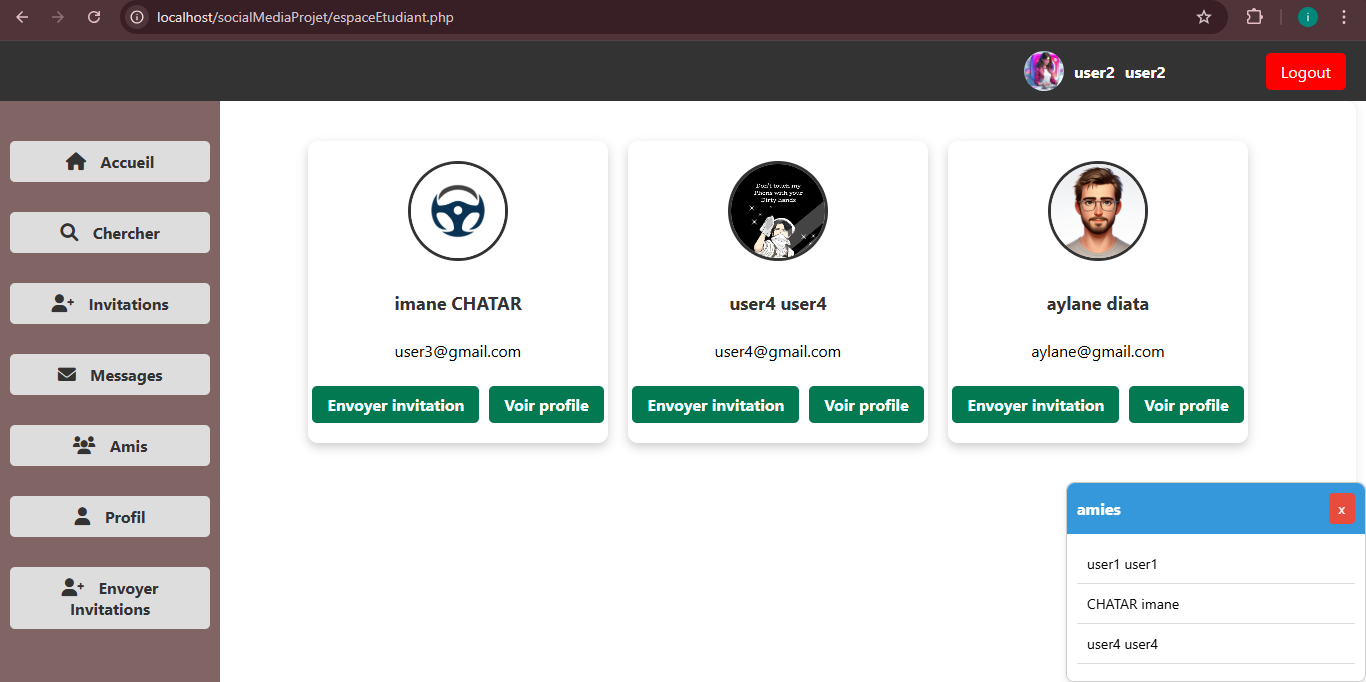 localhost/socialMediaProjet/espaceEtudiant.php
i
user2 user2
Logout
Accueil
Chercher
Invitations
Messages
Amis
Profil
Envoyer
Invitations
Don't touch my
Phone with your
Dirty hands
imane CHATAR
user4 user4
aylane diata
user3@gmail.com
user4@gmail.com
aylane@gmail.com
Envoyer invitation
Voir profile
Envoyer invitation
Voir profile
Envoyer invitation
Voir profile
amies
x
user1 user1
CHATAR imane
user4 user4